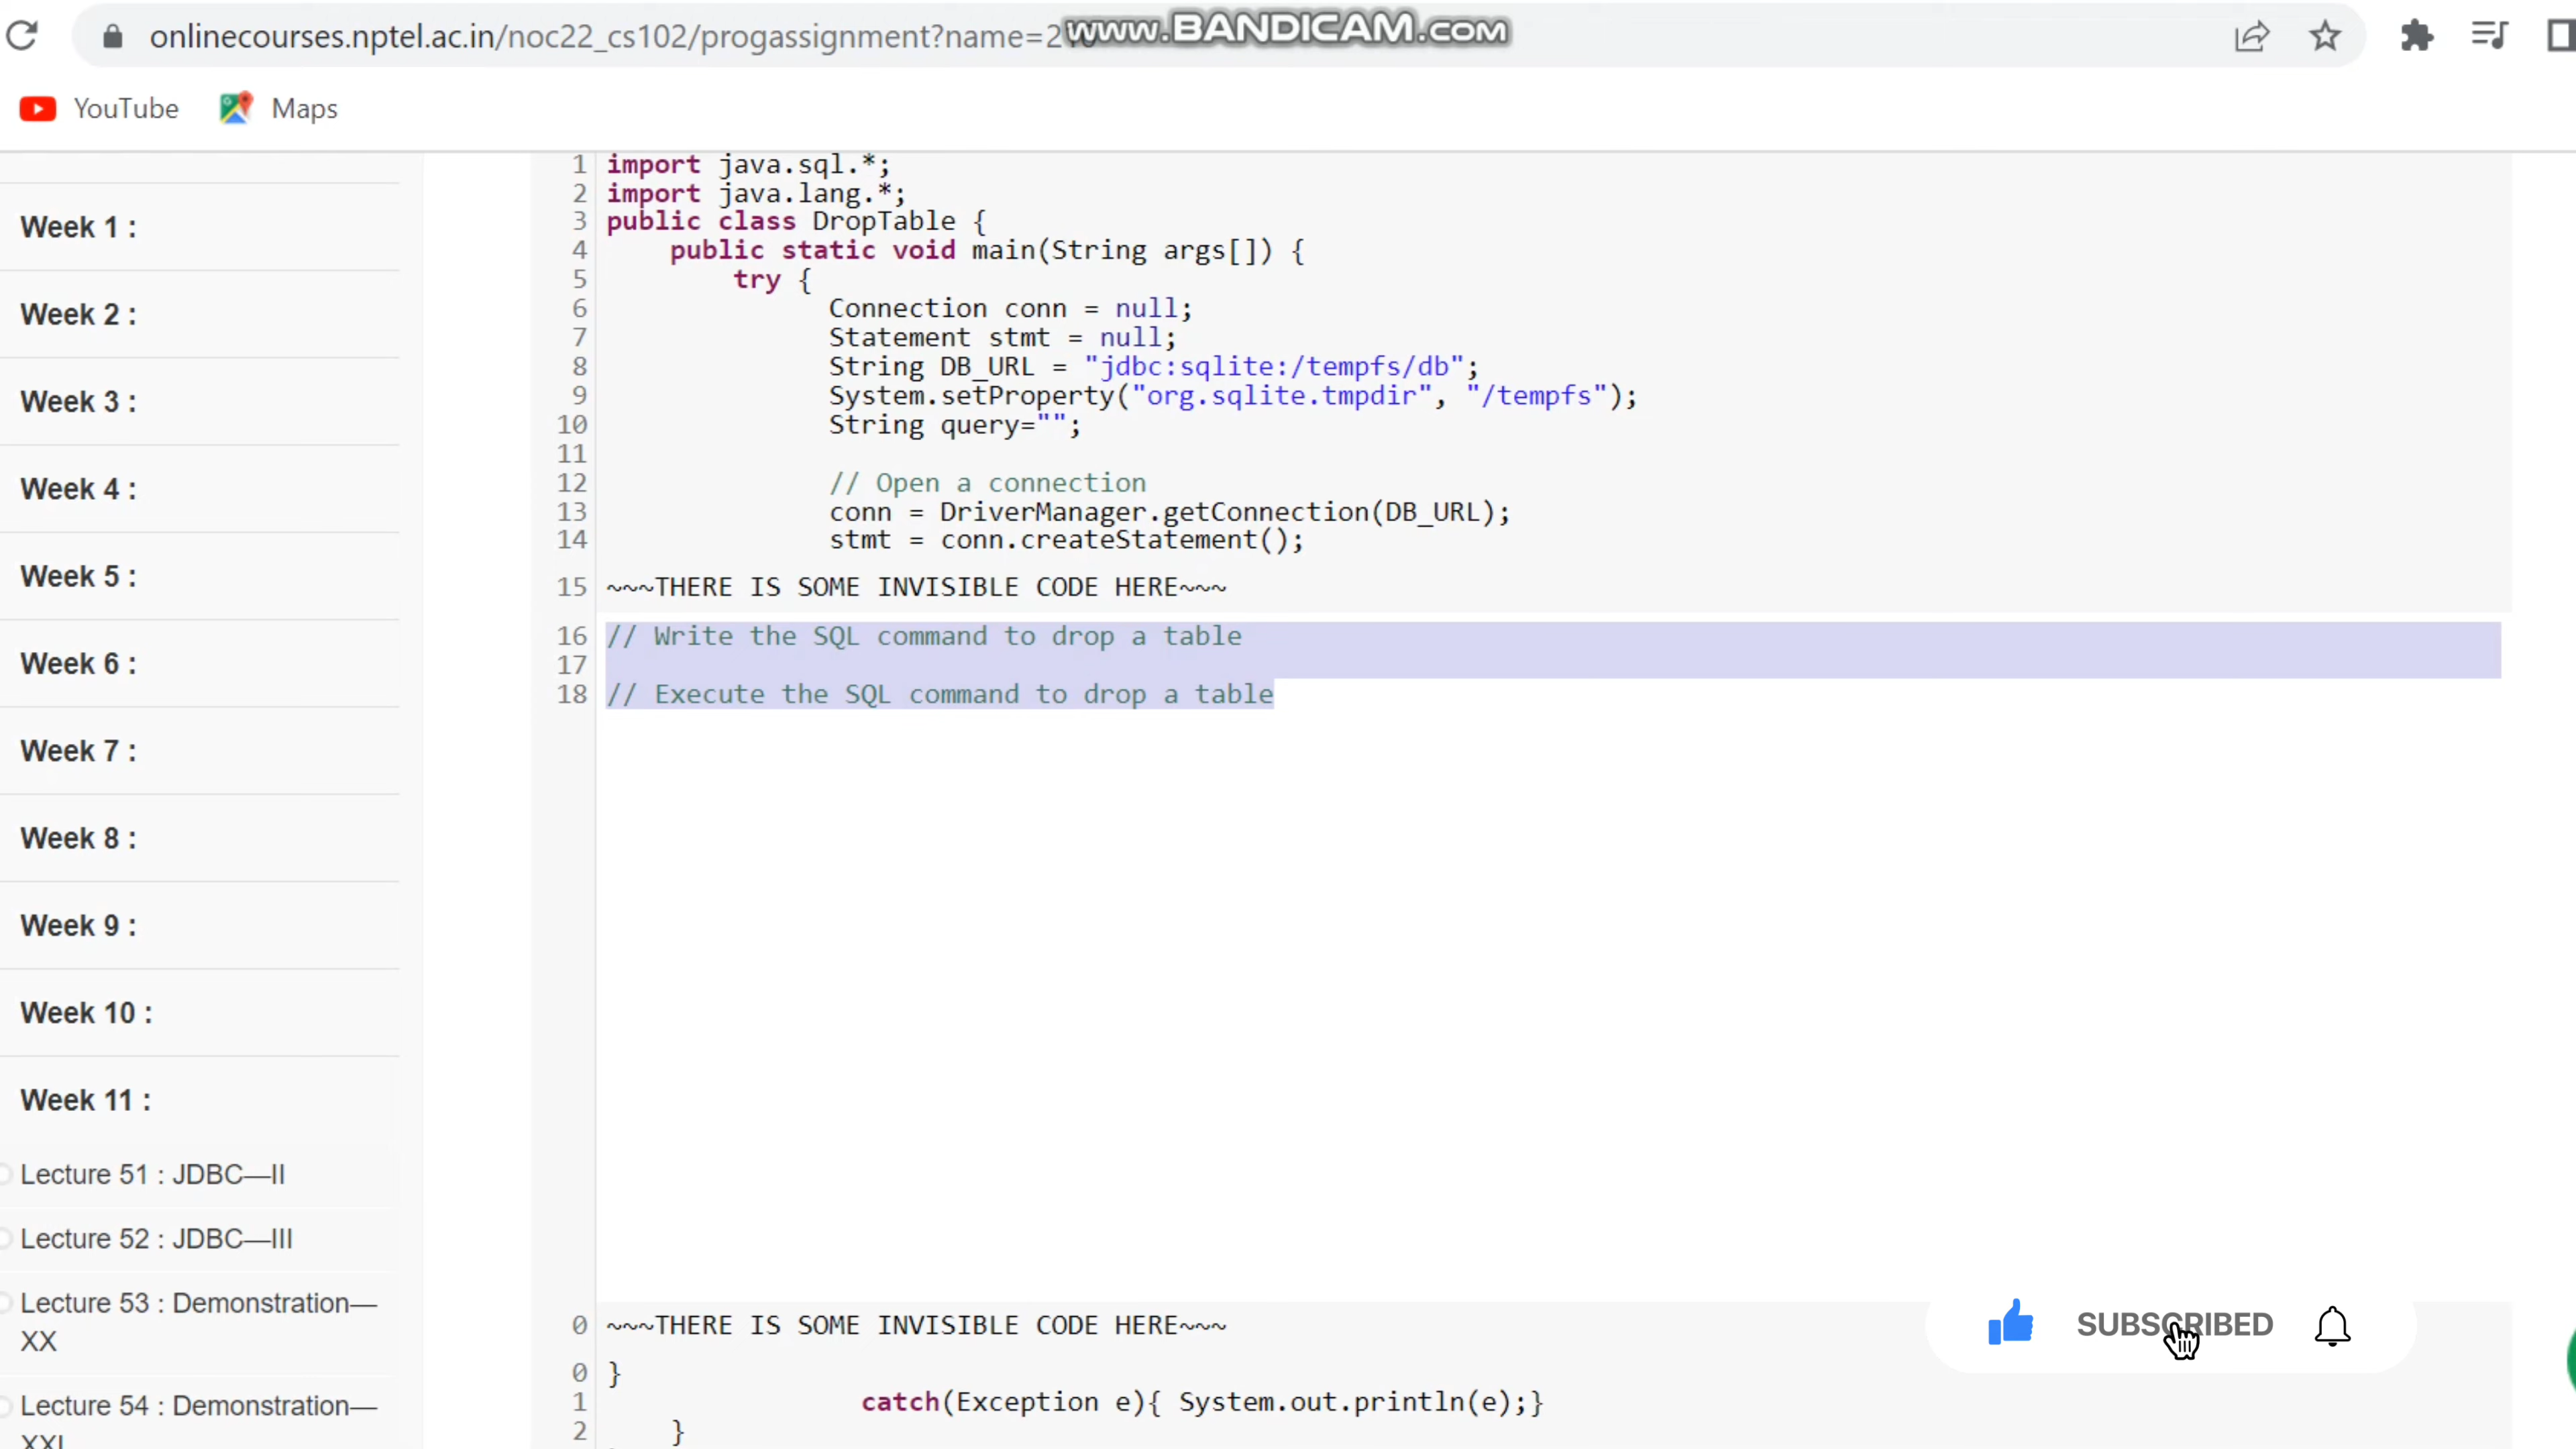 onlinecourses.nptel.ac.in/noc22_cs102/progassignment?name=2
www.BANDICAM.com
YouTube
Maps
1 import java.sql.*;
2 import java.lang.*;
3 public class DropTable {
4 public static void main(String args[]) {
5 try {
6 Connection conn = null;
7 Statement stmt = null;
8 String DB_URL = "jdbc:sqlite:/tempfs/db";
9 System.setProperty("org.sqlite.tmpdir", "/tempfs");
10 String query="";
11
12 // Open a connection
13 conn = DriverManager.getConnection(DB_URL);
14 stmt = conn.createStatement();
15 ~~~THERE IS SOME INVISIBLE CODE HERE~~~
16 // Write the SQL command to drop a table
17
18 // Execute the SQL command to drop a table
0 ~~~THERE IS SOME INVISIBLE CODE HERE~~~
0 }
1 catch(Exception e){ System.out.println(e);}
2 }
Week 1 :
Week 2 :
Week 3 :
Week 4 :
Week 5 :
Week 6 :
Week 7 :
Week 8 :
Week 9 :
Week 10 :
Week 11 :
Lecture 51 : JDBC—II
Lecture 52 : JDBC—III
Lecture 53 : Demonstration—
XX
Lecture 54 : Demonstration—
XXI
SUBSCRIBED